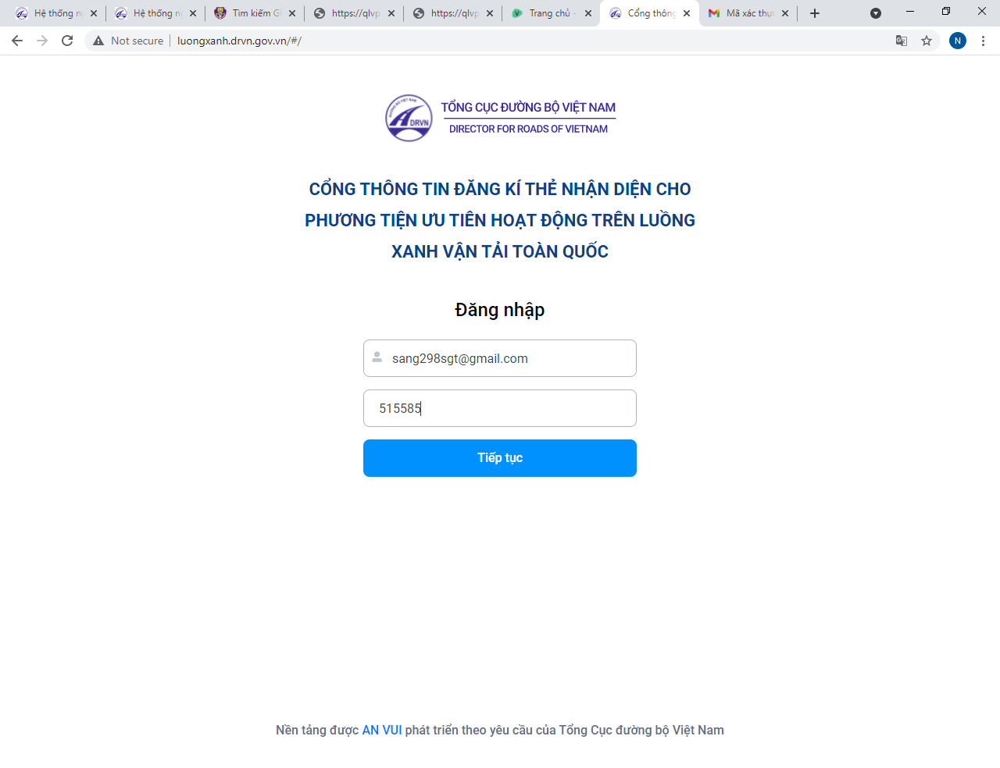 Hệ thống n
Hệ thống n
Tìm kiếm G
https://qlvp
https://qlvp
Trang chủ -
Cổng thông
Mã xác thự
Not secure
luongxanh.drvn.gov.vn/#/
N
DRVN
TỔNG CỤC ĐƯỜNG BỘ VIỆT NAM
DIRECTOR FOR ROADS OF VIETNAM
CỔNG THÔNG TIN ĐĂNG KÍ THẺ NHẬN DIỆN CHO
PHƯƠNG TIỆN ƯU TIÊN HOẠT ĐỘNG TRÊN LUỒNG
XANH VẬN TẢI TOÀN QUỐC
Đăng nhập
sang298sgt@gmail.com
515585
Tiếp tục
Nền tảng được AN VUI phát triển theo yêu cầu của Tổng Cục đường bộ Việt Nam